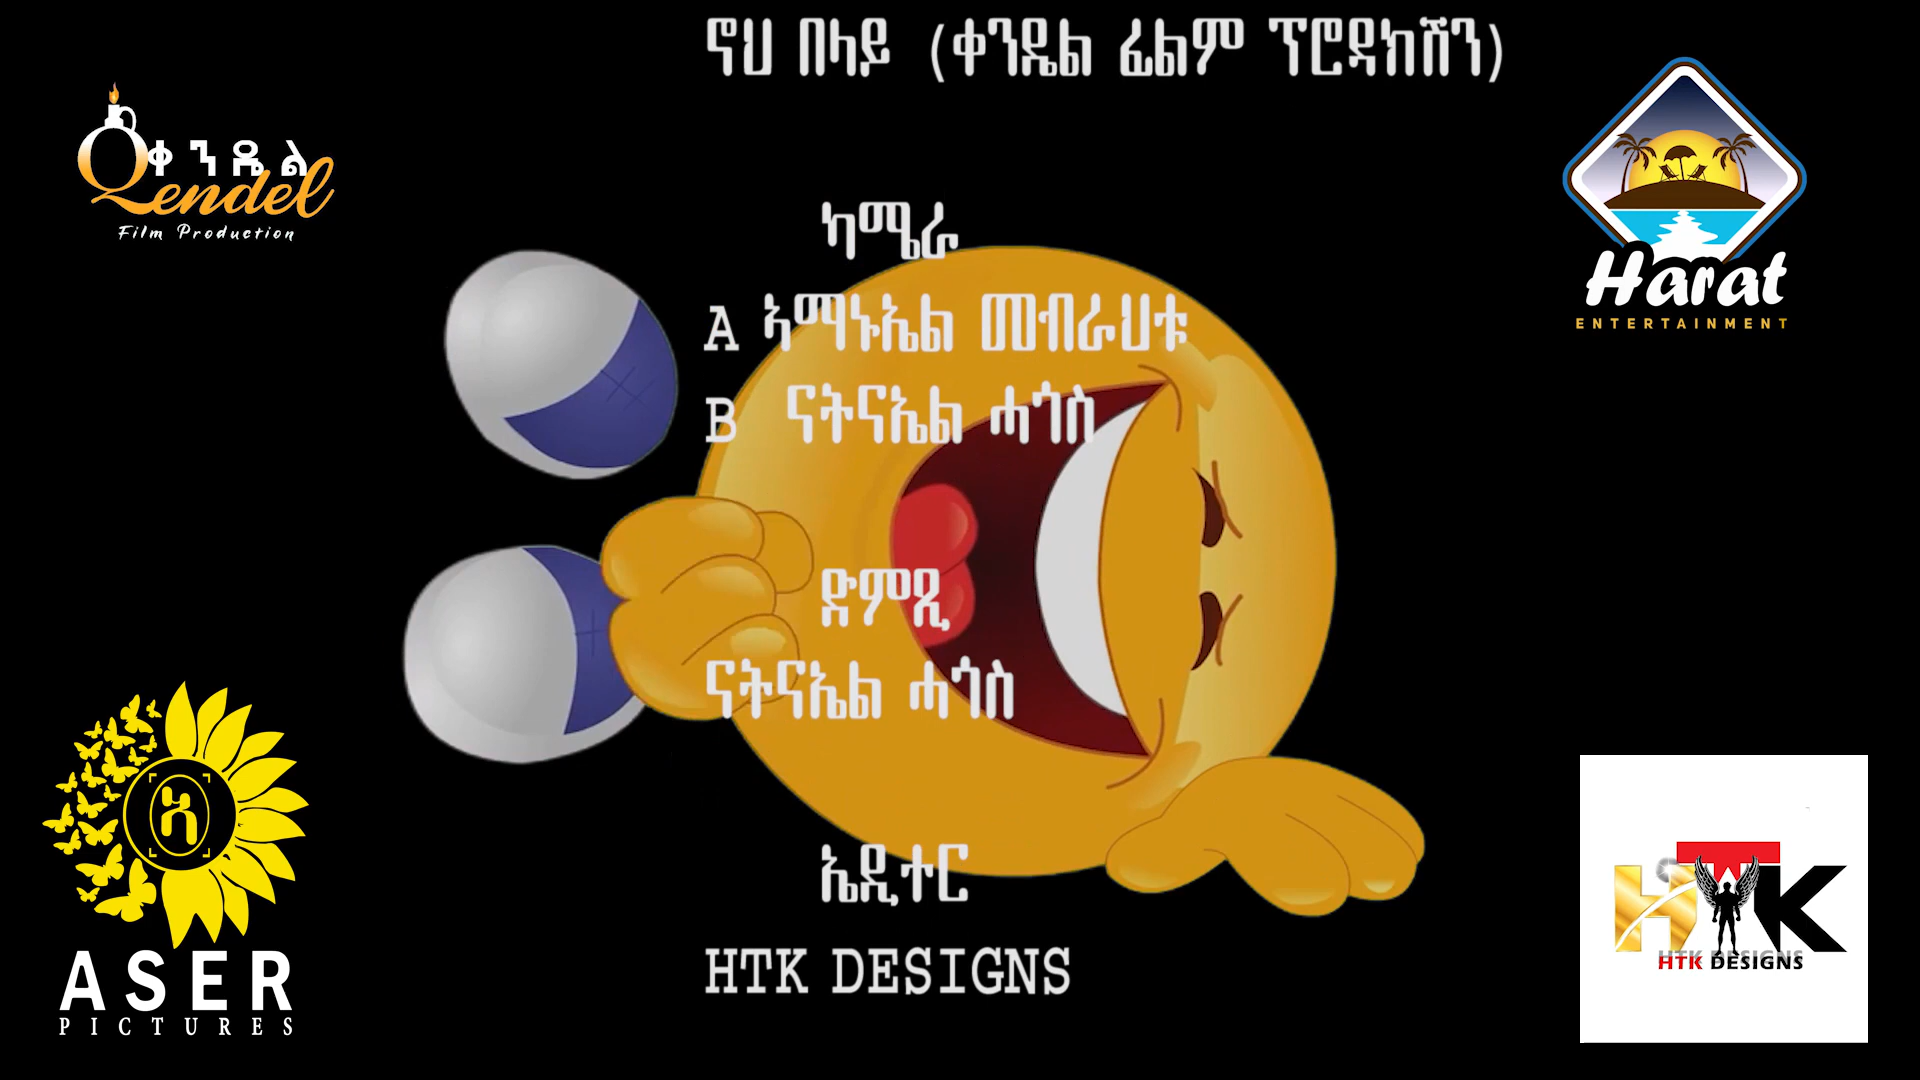 ኖህ በላይ (ቀንዴል ፊልም ፕሮዳክሽን)
ቀንዴል
Qendel
Film Production
Harat
ENTERTAINMENT
ካሜራ
A ኣማኑኤል መብራህቱ
B ናትናኤል ሓጎስ
ድምጺ
ናትናኤል ሓጎስ
ኤዲተር
HTK DESIGNS
ኣ
ASER
PICTURES
HTK
HTK DESIGNS